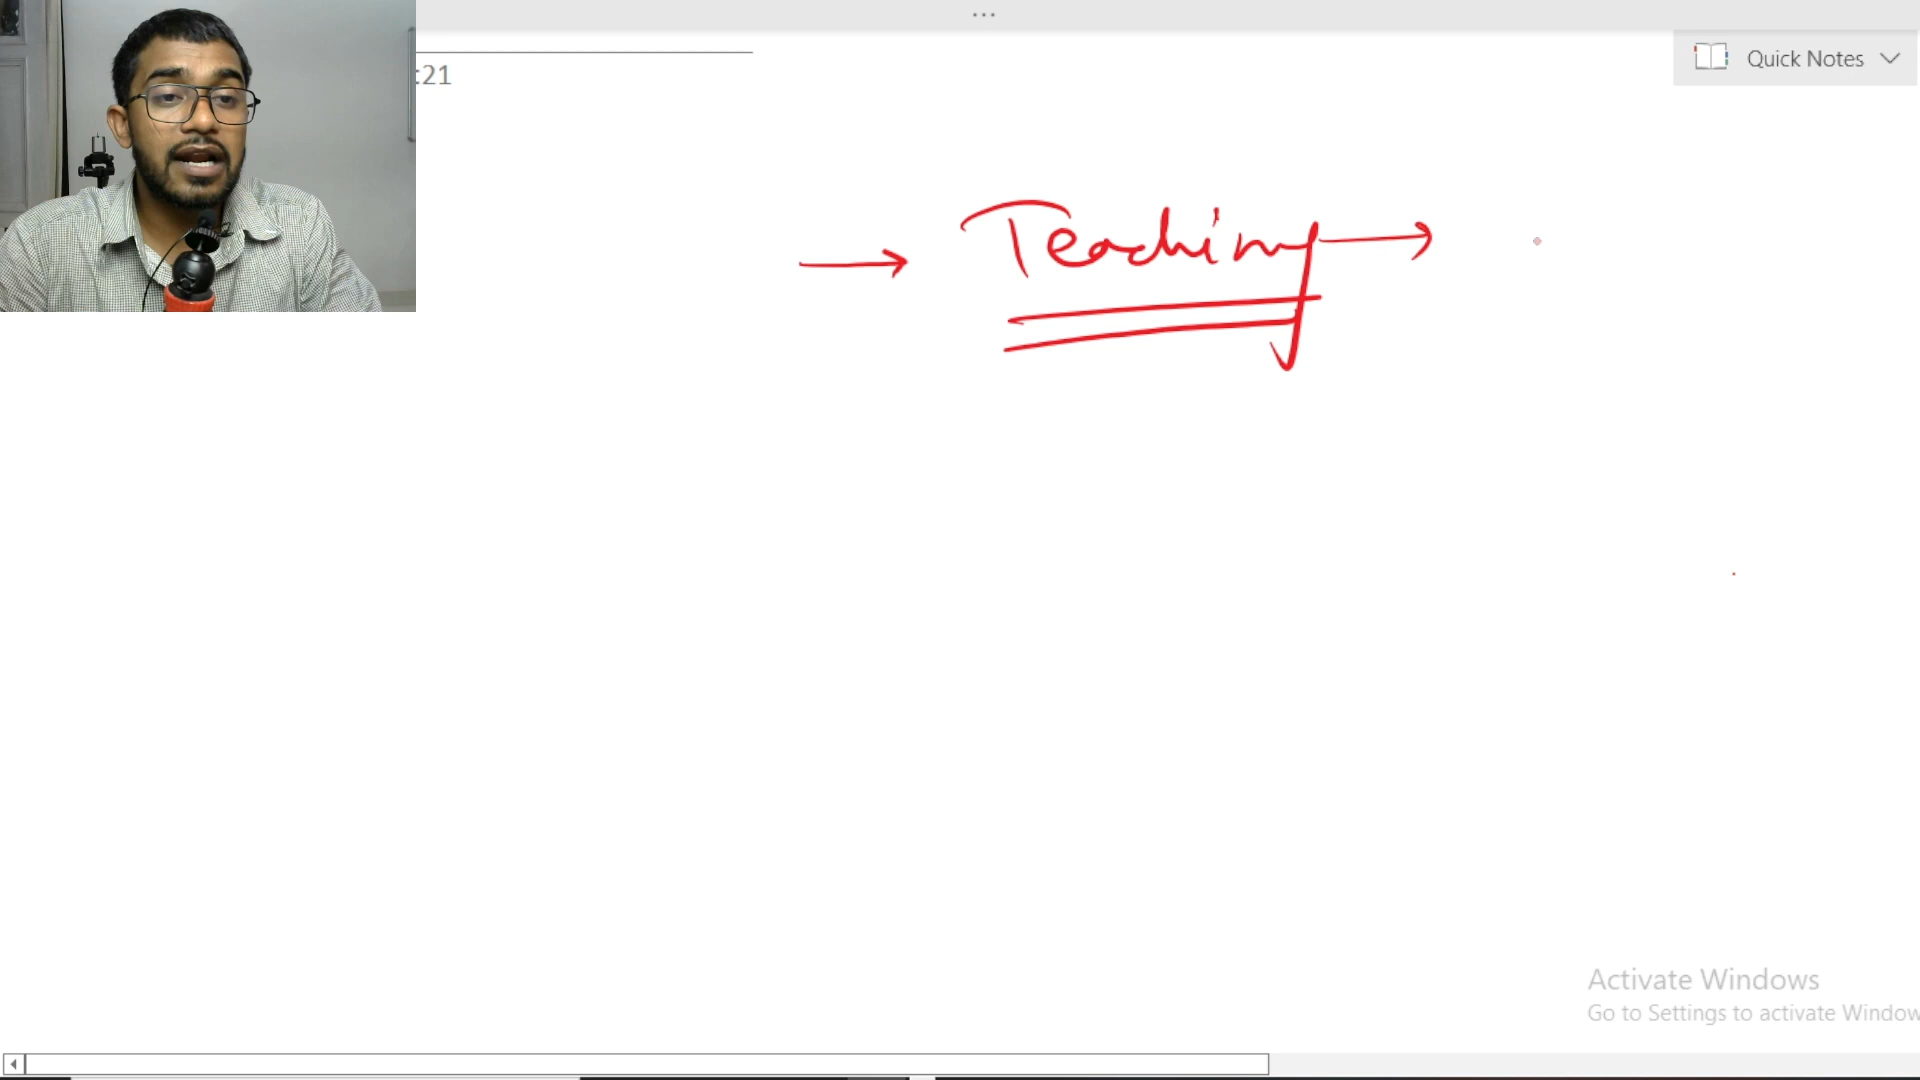 ...
:21
Quick Notes
→ Teaching →
Activate Windows
Go to Settings to activate Window